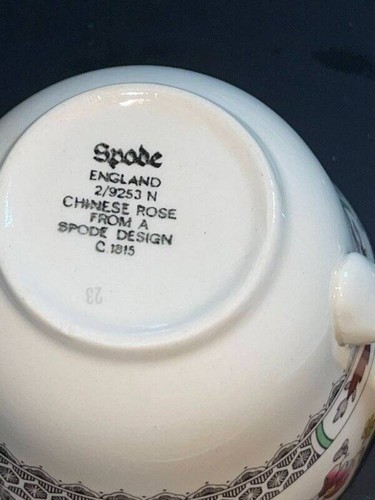 Spode
ENGLAND
2/9253 N
CHINESE ROSE
FROM A
SPODE DESIGN
C.1815
23